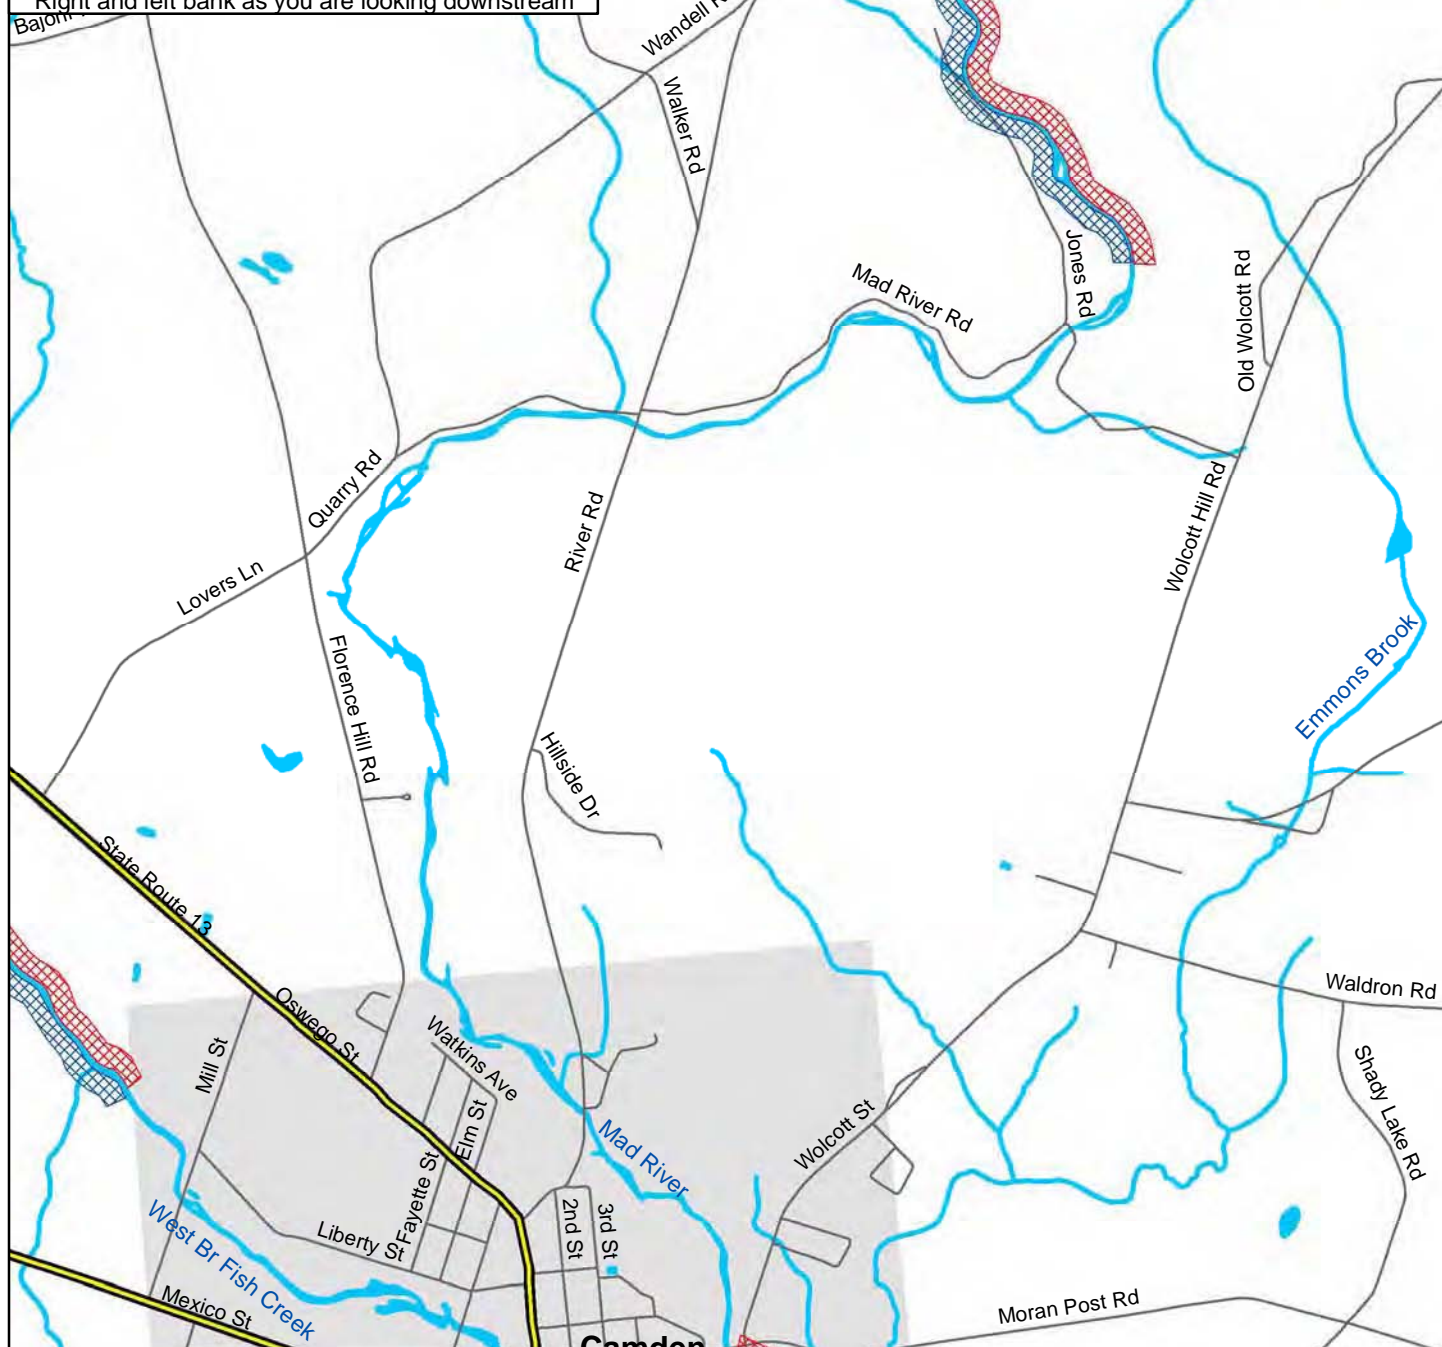 Right and left bank as you are looking downstream
Wandell
Walker Rd
Jones Rd
Mad River Rd
Old Wolcott Rd
Quarry Rd
River Rd
Wolcott Hill Rd
Lovers Ln
Emmons Brook
Florence Hill Rd
Hillside Dr
State Route 13
Waldron Rd
Oswego St
Watkins Ave
Mill St
Shady Lake Rd
Elm St
Wolcott St
Mad River
Fayette St
2nd St
3rd St
West Br Fish Creek
Liberty St
Mexico St
Moran Post Rd
Camden